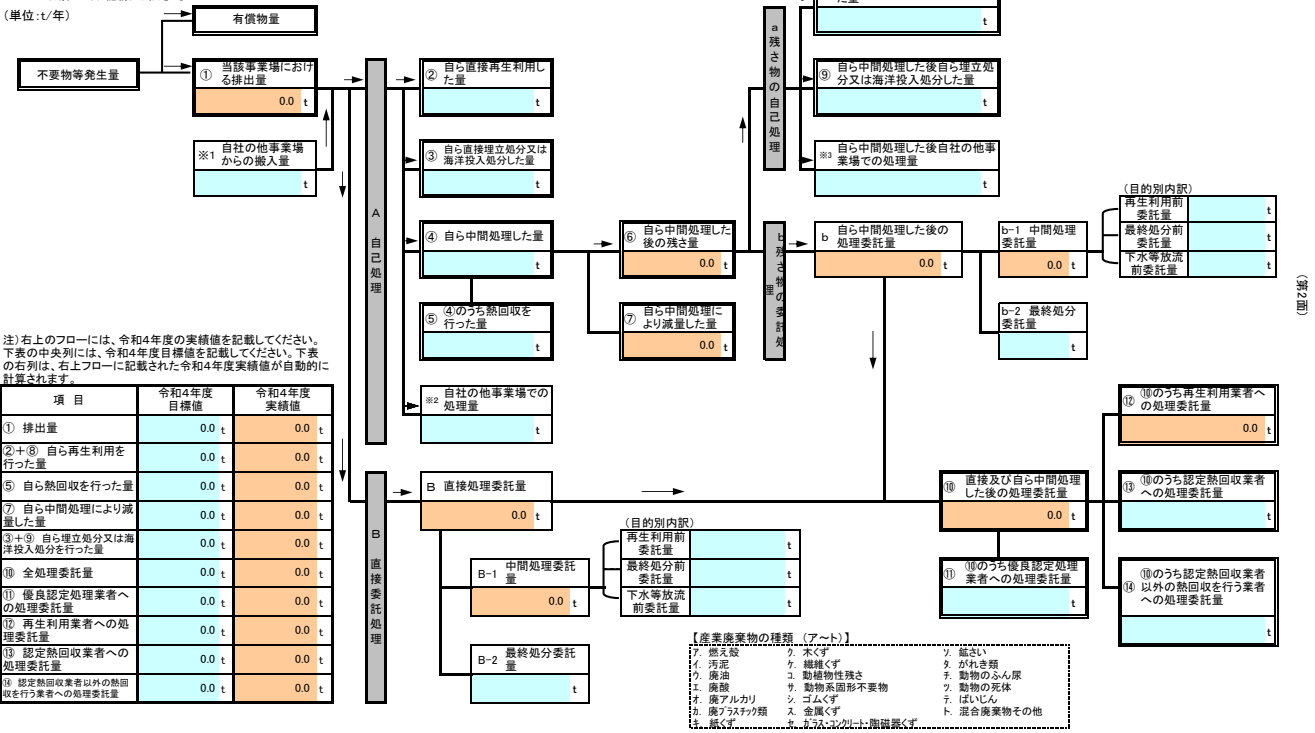 (単位:t/年)
有償物量
不要物等発生量
① 当該事業場におけ
る排出量
0.0 t
※1 自社の他事業場
からの搬入量
t
A 自己処理
② 自ら直接再生利用し
た量
t
③ 自ら直接埋立処分又は
海洋投入処分した量
t
④ 自ら中間処理した量
t
⑤ ④のうち熱回収を
行った量
t
※2 自社の他事業場での
処理量
t
⑥ 自ら中間処理した
後の残さ量
0.0 t
⑦ 自ら中間処理に
より減量した量
0.0 t
a 残さ物の自己処理
た量
t
⑨ 自ら中間処理した後自ら埋立処
分又は海洋投入処分した量
t
※3 自ら中間処理した後自社の他事
業場での処理量
t
b 残さ物の委託処理
b 自ら中間処理した後の
処理委託量
0.0 t
b-1 中間処理
委託量
0.0 t
b-2 最終処分
委託量
t
(目的別内訳)
再生利用前
委託量
t
最終処分前
委託量
t
下水等放流
前委託量
t
(第2面)
注)右上のフローには、令和4年度の実績値を記載してください。
下表の中央列には、令和4年度目標値を記載してください。下表
の右列は、右上フローに記載された令和4年度実績値が自動的に
計算されます。
項 目 令和4年度
目標値 令和4年度
実績値
① 排出量 0.0 t 0.0 t
②+⑧ 自ら再生利用を
行った量 0.0 t 0.0 t
⑤ 自ら熱回収を行った量 0.0 t 0.0 t
⑦ 自ら中間処理により減
量した量 0.0 t 0.0 t
③+⑨ 自ら埋立処分又は海
洋投入処分を行った量 0.0 t 0.0 t
⑩ 全処理委託量 0.0 t 0.0 t
⑪ 優良認定処理業者へ
の処理委託量 0.0 t 0.0 t
⑫ 再生利用業者への処
理委託量 0.0 t 0.0 t
⑬ 認定熱回収業者への
処理委託量 0.0 t 0.0 t
⑭ 認定熱回収業者以外の熱回
収を行う業者への処理委託量 0.0 t 0.0 t
B 直接委託処理
B 直接処理委託量
0.0 t
B-1 中間処理委託
量
0.0 t
B-2 最終処分委託
量
t
(目的別内訳)
再生利用前
委託量
t
最終処分前
委託量
t
下水等放流
前委託量
t
⑩ 直接及び自ら中間処理
した後の処理委託量
0.0 t
⑪ ⑩のうち優良認定処理
業者への処理委託量
t
⑫ ⑩のうち再生利用業者へ
の処理委託量
0.0 t
⑬ ⑩のうち認定熱回収業者
への処理委託量
t
⑭ ⑩のうち認定熱回収業者
以外の熱回収を行う業者
への処理委託量
t
【産業廃棄物の種類 (ア~ト)】
ア. 燃え殻 ク. 木くず ソ. 鉱さい
イ. 汚泥 ケ. 繊維くず タ. がれき類
ウ. 廃油 コ. 動植物性残さ チ. 動物のふん尿
エ. 廃酸 サ. 動物系固形不要物 ツ. 動物の死体
オ. 廃アルカリ シ. ゴムくず テ. ばいじん
カ. 廃プラスチック類 ス. 金属くず ト. 混合廃棄物その他
キ. 紙くず セ. ガラス・コンクリート・陶磁器くず